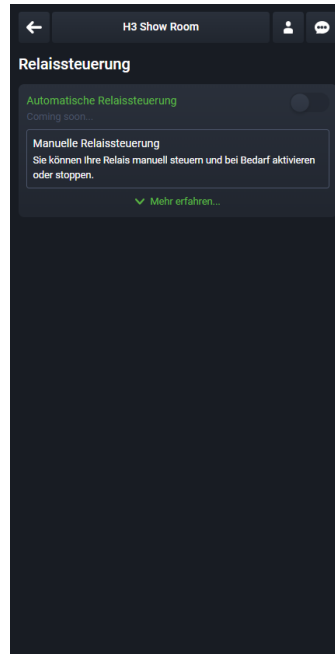 H3 Show Room
Relaissteuerung
Automatische Relaissteuerung
Coming soon...
Manuelle Relaissteuerung
Sie können Ihre Relais manuell steuern und bei Bedarf aktivieren
oder stoppen.
Mehr erfahren...